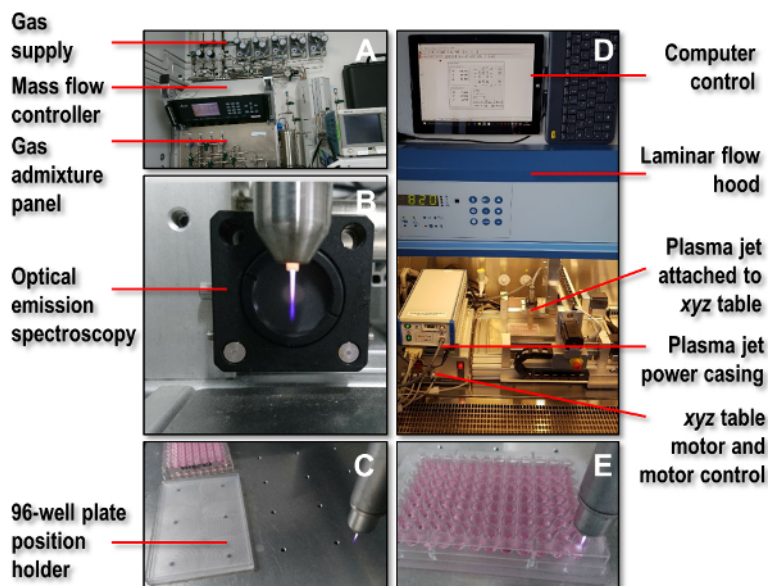 Gas
supply
Mass flow
controller
Gas
admixture
panel
A
B
Optical
emission
spectroscopy
C
96-well plate
position
holder
D
Computer
control
Laminar flow
hood
820
Plasma jet
attached to
xyz table
Plasma jet
power casing
xyz table
motor and
motor control
E